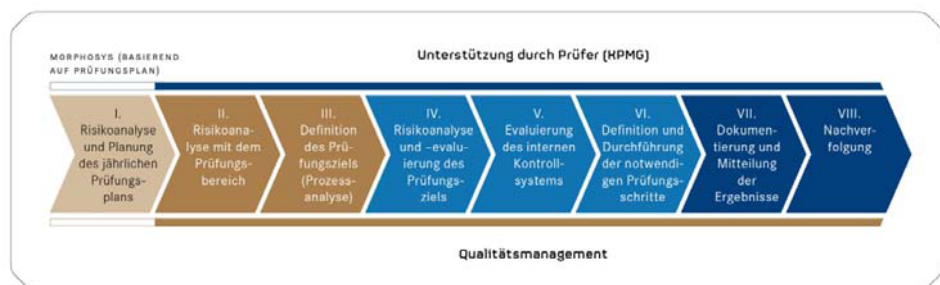 MORPHOSYS (BASIEREND
AUF PRÜFUNGSPLAN)
Unterstützung durch Prüfer (KPMG)
I.
Risikoanalyse
und Planung
des jährlichen
Prüfungs-
plans
II.
Risikoana-
lyse mit dem
Prüfungs-
bereich
III.
Definition
des Prü-
fungsziels
(Prozess-
analyse)
IV.
Risikoanalyse
und –evalu-
ierung des
Prüfungs-
ziels
V.
Evaluierung
des internen
Kontroll-
systems
VI.
Definition und
Durchführung
der notwendi-
gen Prüfungs-
schritte
VII.
Dokumen-
tierung und
Mitteilung
der
Ergebnisse
VIII.
Nachver-
folgung
Qualitätsmanagement